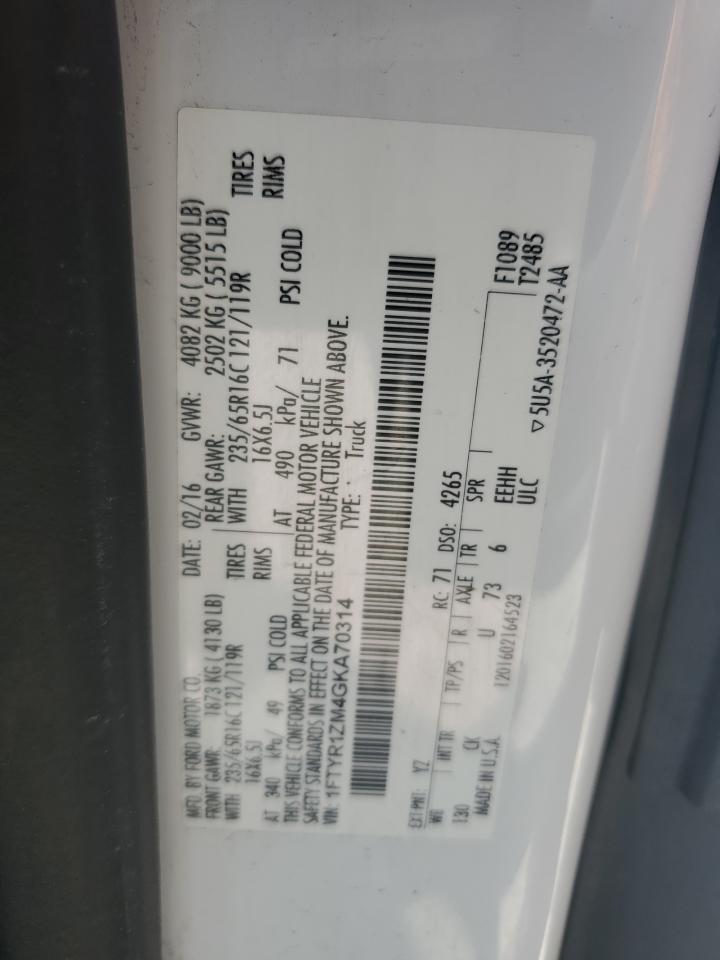 MFD. BY FORD MOTOR CO.
DATE: 02/16 GVWR: 4082 KG ( 9000 LB)
FRONT GAWR: 1873 KG ( 4130 LB) REAR GAWR: 2502 KG ( 5515 LB)
WITH 235/65R16C 121/119R TIRES WITH 235/65R16C 121/119R TIRES
16X6.5J RIMS 16X6.5J RIMS
AT 340 kPa/ 49 PSI COLD AT 490 kPa/ 71 PSI COLD
THIS VEHICLE CONFORMS TO ALL APPLICABLE FEDERAL MOTOR VEHICLE
SAFETY STANDARDS IN EFFECT ON THE DATE OF MANUFACTURE SHOWN ABOVE.
VIN: 1FTYR1ZM4GKA70314 TYPE: Truck
EXT PNT: YZ RC: 71 DSO: 4265
WB INT TR TP/PS R AXLE TR SPR F1089
130 CK U 73 6 EEHH T2485
MADE IN U.S.A. ULC
1201602164523 ▽5U5A-3520472-AA